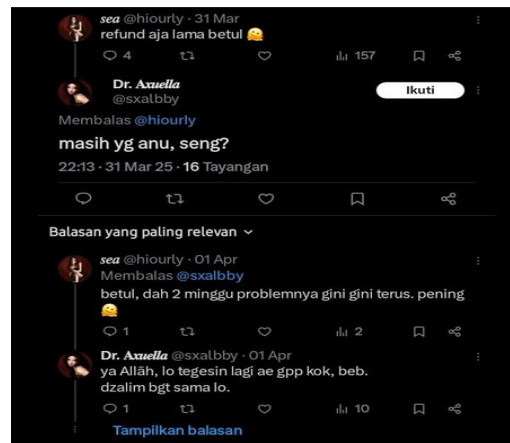 sea @hiourly · 31 Mar
refund aja lama betul 🫠
4 157
Dr. Axuella
@sxalbby
Ikuti
Membalas @hiourly
masih yg anu, seng?
22:13 · 31 Mar 25 · 16 Tayangan
Balasan yang paling relevan
sea @hiourly · 01 Apr
Membalas @sxalbby
betul, dah 2 minggu problemnya gini gini terus. pening
🫠
1 2
Dr. Axuella @sxalbby · 01 Apr
ya Allāh, lo tegesin lagi ae gpp kok, beb.
dzalim bgt sama lo.
1 10
Tampilkan balasan